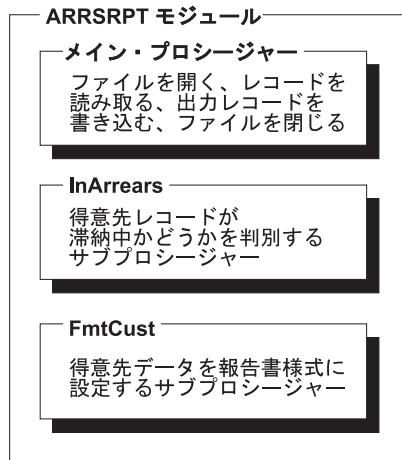 ARRSRPT モジュール
メイン・プロシージャー
ファイルを開く、レコードを
読み取る、出力レコードを
書き込む、ファイルを閉じる
InArrears
得意先レコードが
滞納中かどうかを判別する
サブプロシージャー
FmtCust
得意先データを報告書様式に
設定するサブプロシージャー